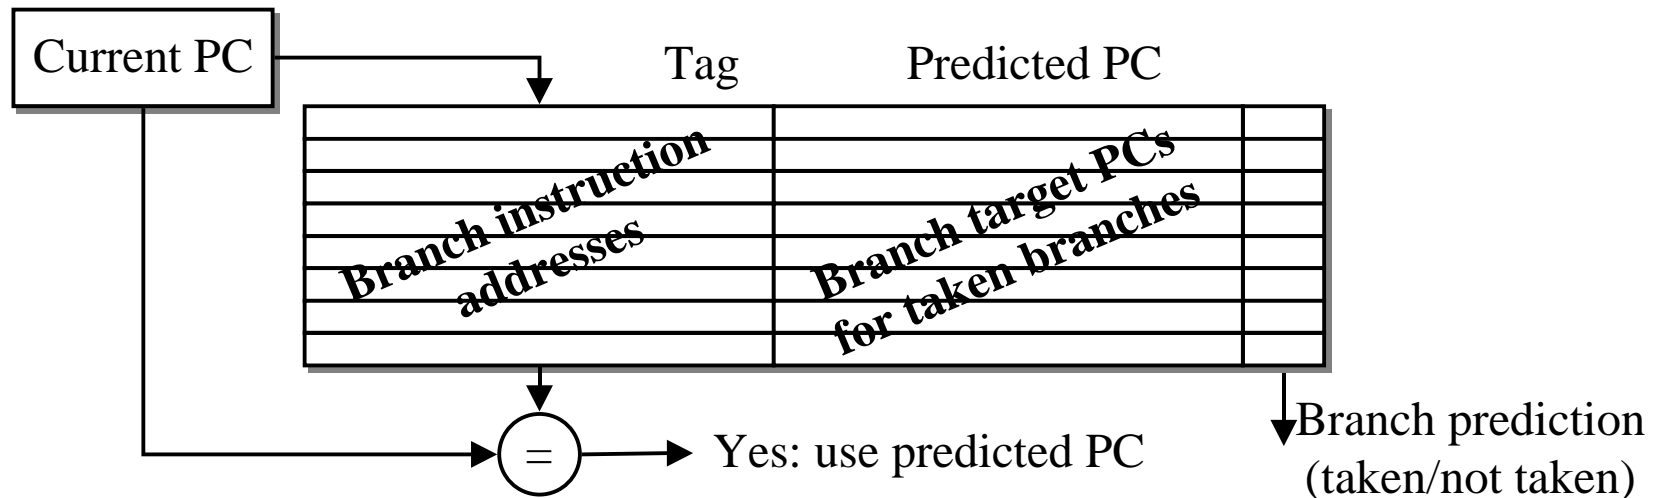 Current PC
Tag
Predicted PC
Branch instruction
addresses
Branch target PCs
for taken branches
=
Yes: use predicted PC
Branch prediction
(taken/not taken)